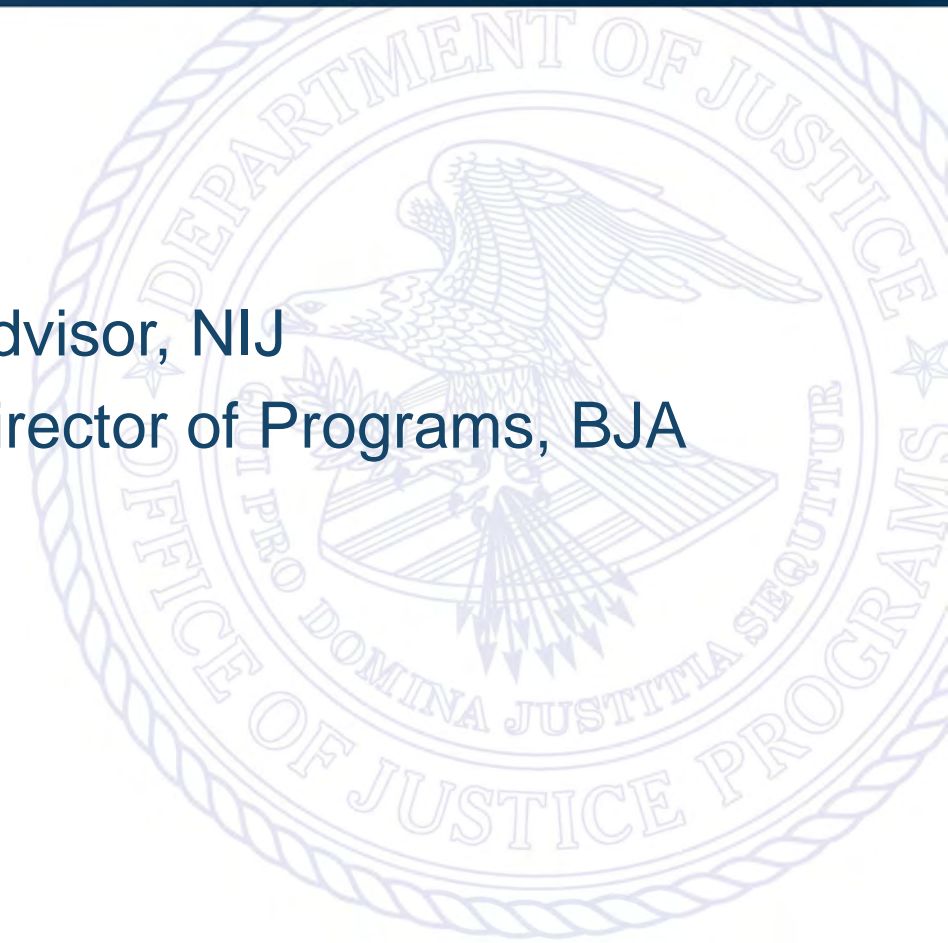 DEPARTMENT OF JUSTICE
dvisor, NIJ
irector of Programs, BJA
QUI PRO DOMINA JUSTITIA SEQUITUR
OFFICE OF JUSTICE PROGRAMS